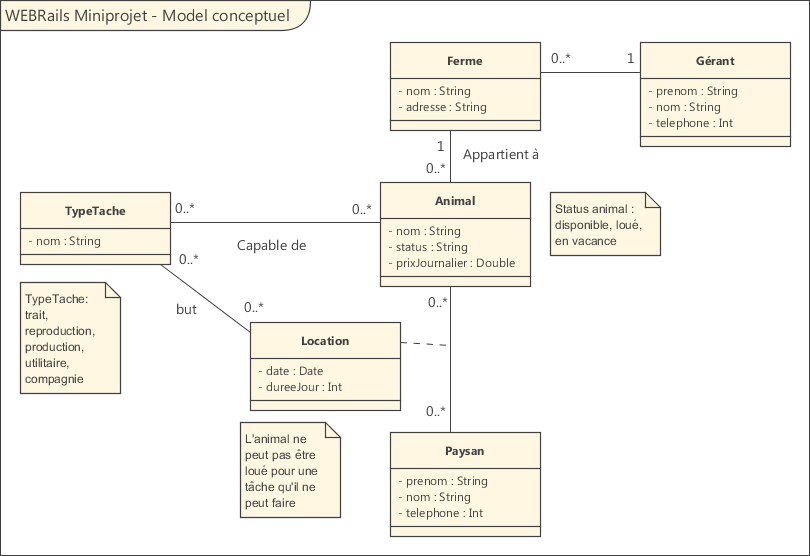 WEBRails Miniprojet - Model conceptuel
Ferme
- nom : String
- adresse : String
0..*
1
Gérant
- prenom : String
- nom : String
- telephone : Int
1
Appartient à
0..*
TypeTache
- nom : String
0..*
0..*
Capable de
Animal
- nom : String
- status : String
- prixJournalier : Double
Status animal :
disponible, loué,
en vacance
0..*
but
0..*
TypeTache:
trait,
reproduction,
production,
utilitaire,
compagnie
Location
- date : Date
- dureeJour : Int
0..*
0..*
L'animal ne
peut pas être
loué pour une
tâche qu'il ne
peut faire
Paysan
- prenom : String
- nom : String
- telephone : Int